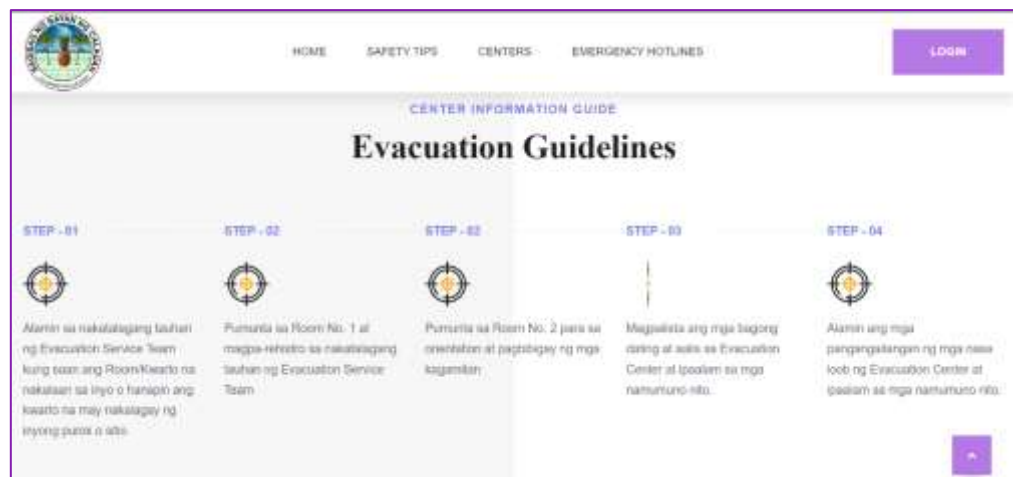 HOME SAFETY TIPS CENTERS EMERGENCY HOTLINES LOGIN
CENTER INFORMATION GUIDE
Evacuation Guidelines
STEP - 01
Alamin sa nakatalagang tauhan
ng Evacuation Service Team
kung saan ang Room/Kwarto na
nakalaan sa inyo o hanapin ang
kwarto na may nakalagay ng
inyong purok o sitio.
STEP - 02
Pumunta sa Room No. 1 at
magpa-rehistro sa nakatalagang
tauhan ng Evacuation Service
Team
STEP - 02
Pumunta sa Room No. 2 para sa
orientation at pagbibigay ng mga
kagamitan
STEP - 03
Magpalista ang mga bagong
dating at aalis sa Evacuation
Center at ipaalam sa mga
namumuno nito.
STEP - 04
Alamin ang mga
pangangailangan ng mga nasa
loob ng Evacuation Center at
ipaalam sa mga namumuno nito.